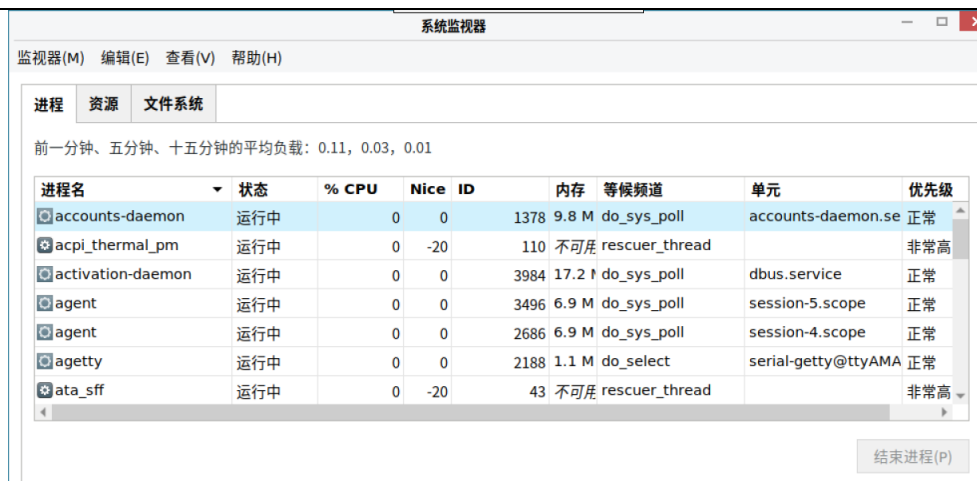 系统监视器
监视器(M) 编辑(E) 查看(V) 帮助(H)
进程 资源 文件系统
前一分钟、五分钟、十五分钟的平均负载：0.11，0.03，0.01
进程名 状态 % CPU Nice ID 内存 等候频道 单元 优先级
accounts-daemon 运行中 0 0 1378 9.8 M do_sys_poll accounts-daemon.se 正常
acpi_thermal_pm 运行中 0 -20 110 不可用 rescuer_thread 非常高
activation-daemon 运行中 0 0 3984 17.2 do_sys_poll dbus.service 正常
agent 运行中 0 0 3496 6.9 M do_sys_poll session-5.scope 正常
agent 运行中 0 0 2686 6.9 M do_sys_poll session-4.scope 正常
agetty 运行中 0 0 2188 1.1 M do_select serial-getty@ttyAMA 正常
ata_sff 运行中 0 -20 43 不可用 rescuer_thread 非常高
结束进程(P)